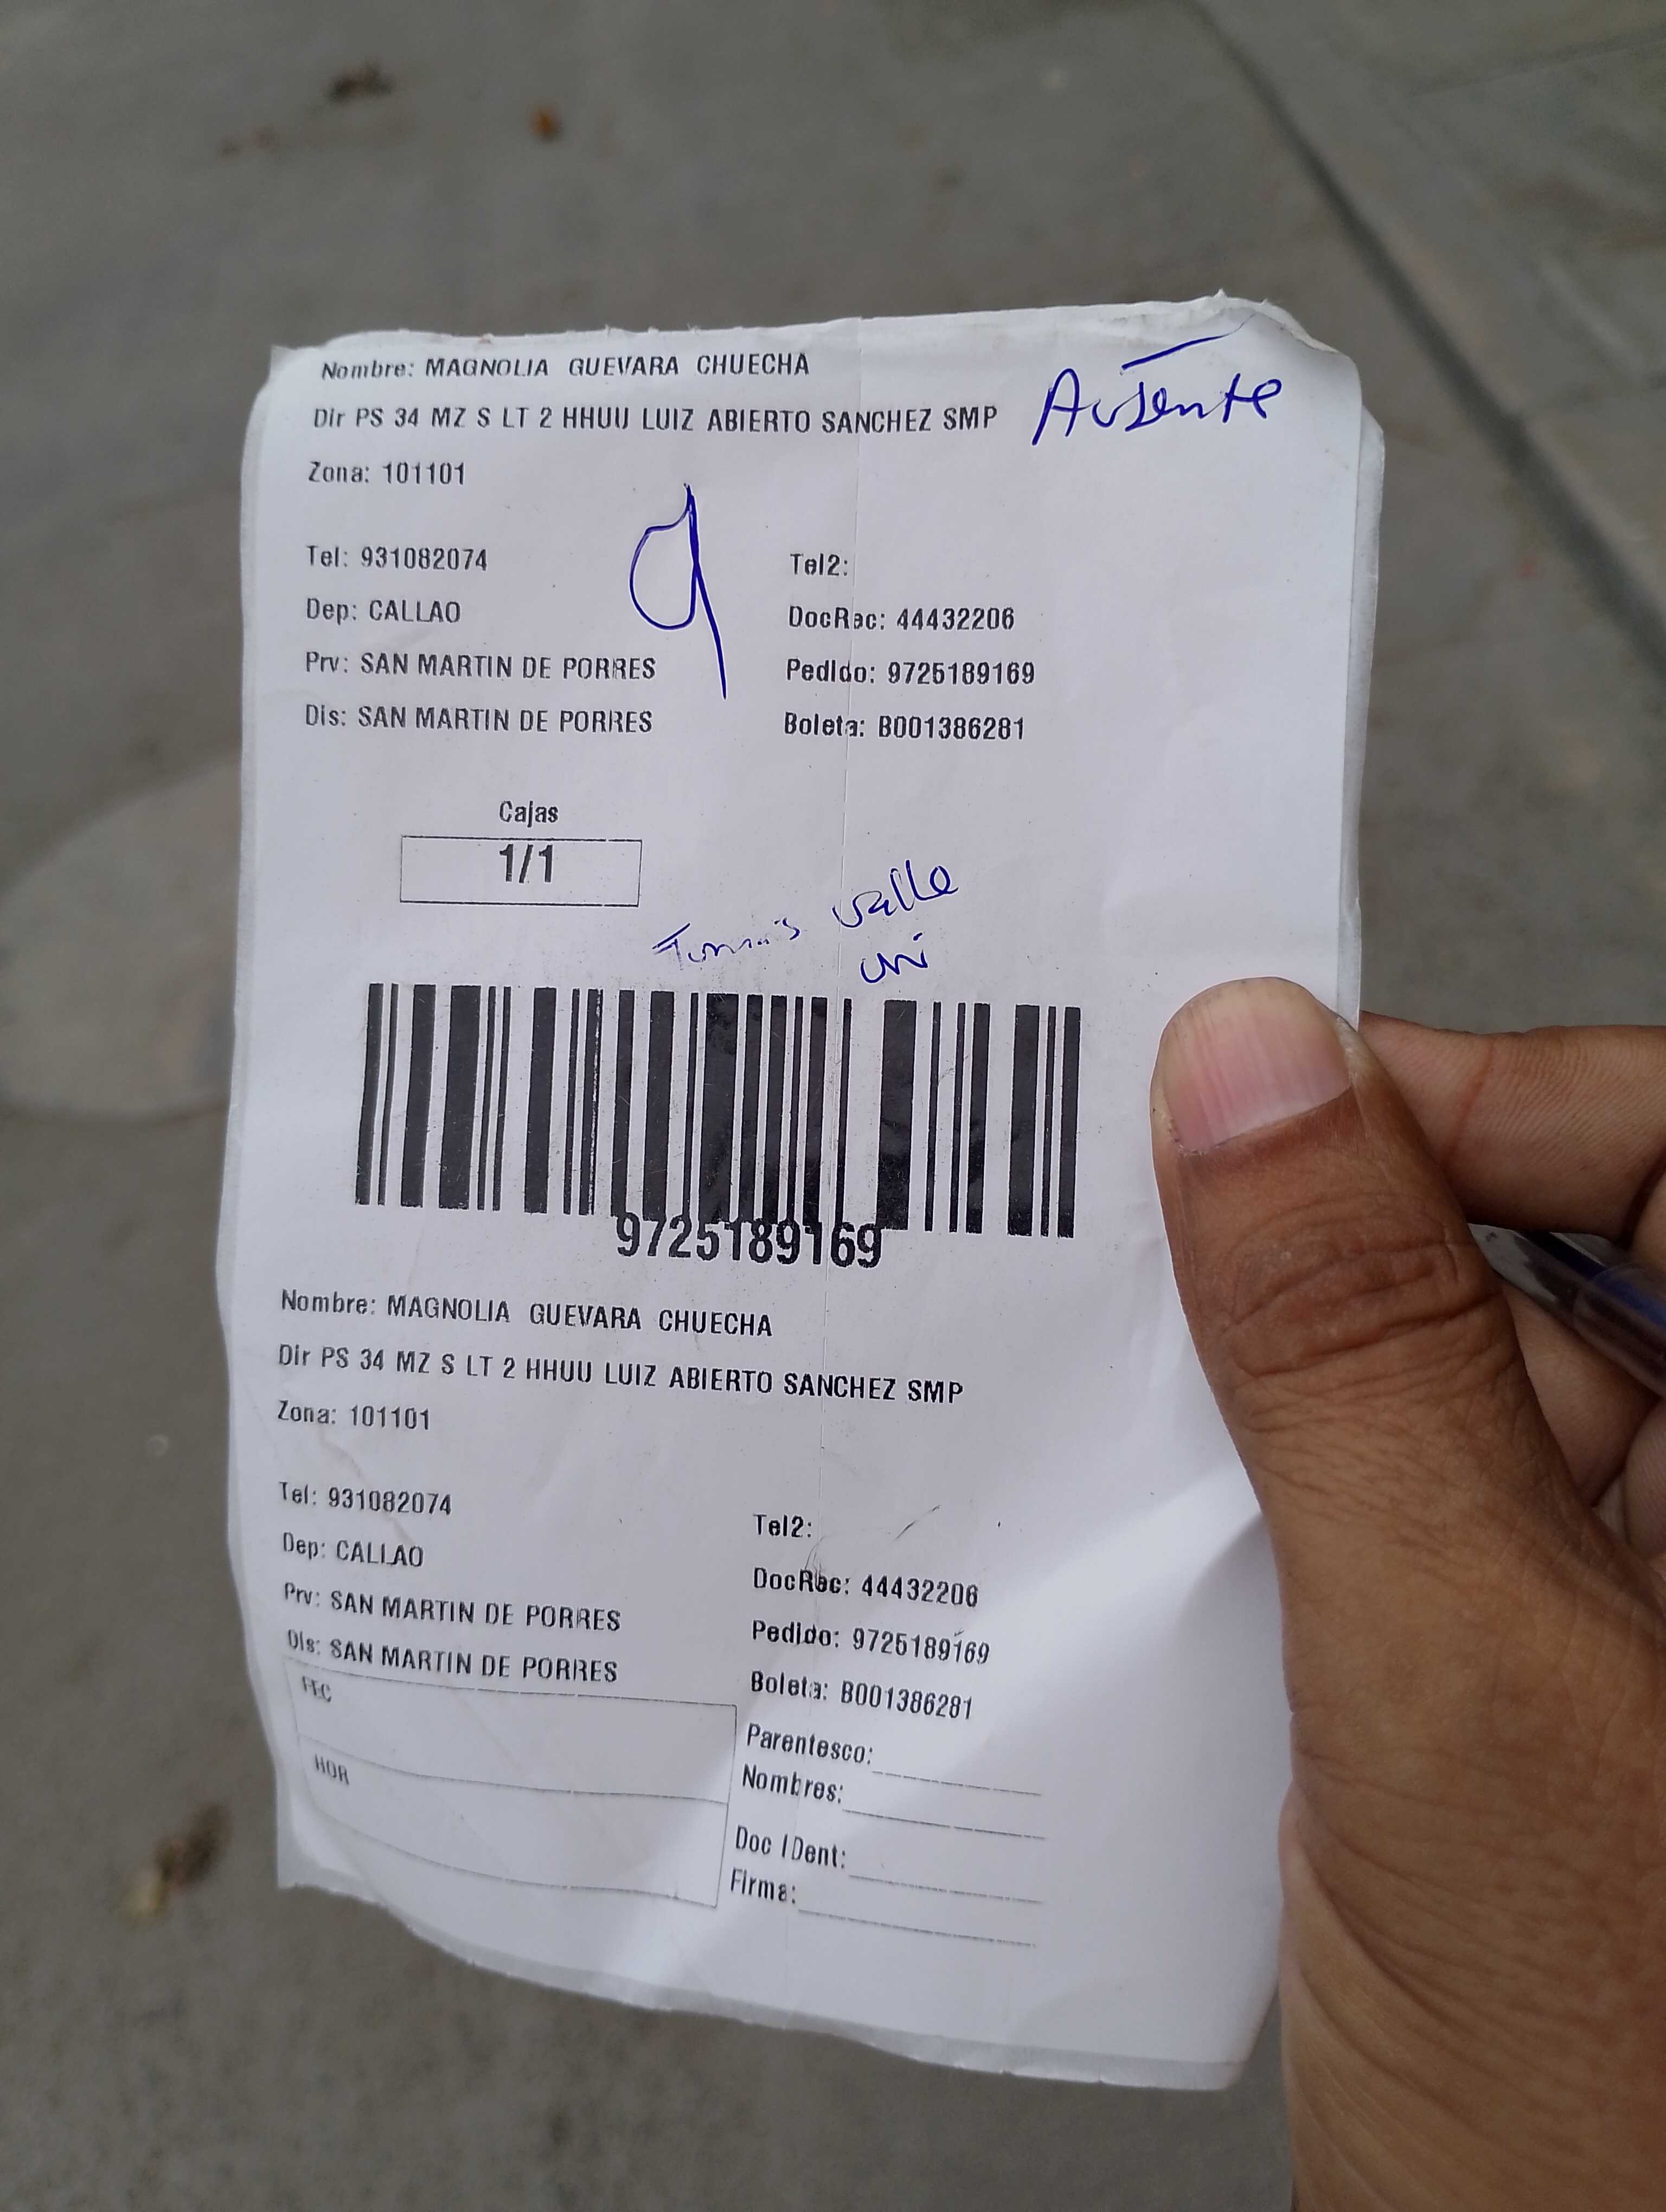 Nombre: MAGNOLIA GUEVARA CHUECHA
Ausente
Dir PS 34 MZ S LT 2 HHUU LUIZ ABIERTO SANCHEZ SMP
Zona: 101101
9
Tel: 931082074
Tel2:
Dep: CALLAO
DocRec: 44432206
Prv: SAN MARTIN DE PORRES
Pedido: 9725189169
Dis: SAN MARTIN DE PORRES
Boleta: B001386281
Cajas
1/1
valle
uni
9725189169
Nombre: MAGNOLIA GUEVARA CHUECHA
Dir PS 34 MZ S LT 2 HHUU LUIZ ABIERTO SANCHEZ SMP
Zona: 101101
Tel: 931082074
Tel2:
Dep: CALLAO
DocRec: 44432206
Prv: SAN MARTIN DE PORRES
Pedido: 9725189169
Dis: SAN MARTIN DE PORRES
Boleta: B001386281
FEC
Parentesco:
HOR
Nombres:
Doc IDent:
Firma: